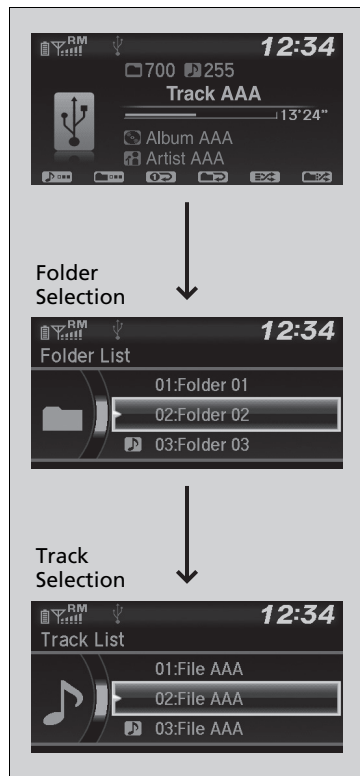 RM 12:34
700 255
Track AAA
13'24"
Album AAA
Artist AAA
Folder
Selection
RM 12:34
Folder List
01:Folder 01
02:Folder 02
03:Folder 03
Track
Selection
RM 12:34
Track List
01:File AAA
02:File AAA
03:File AAA